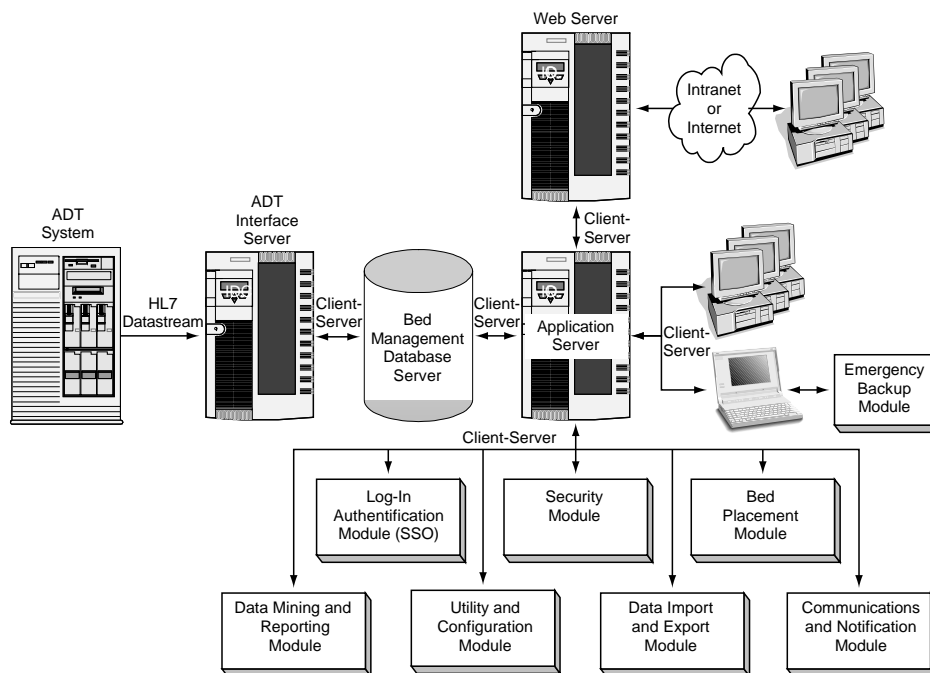 Web Server
Intranet
or
Internet
ADT
System
ADT
Interface
Server
Client-
Server
HL7
Datastream
Client-
Server
Bed
Management
Database
Server
Client-
Server
Application
Server
Client-
Server
Emergency
Backup
Module
Client-Server
Log-In
Authentification
Module (SSO)
Security
Module
Bed
Placement
Module
Data Mining and
Reporting
Module
Utility and
Configuration
Module
Data Import
and Export
Module
Communications
and Notification
Module